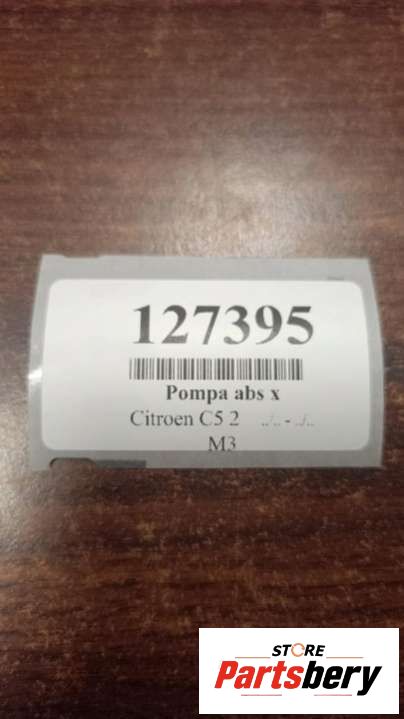 127395
Pompa abs x
Citroen C5 2 ../.. - ../..
M3
STORE
Partsbery